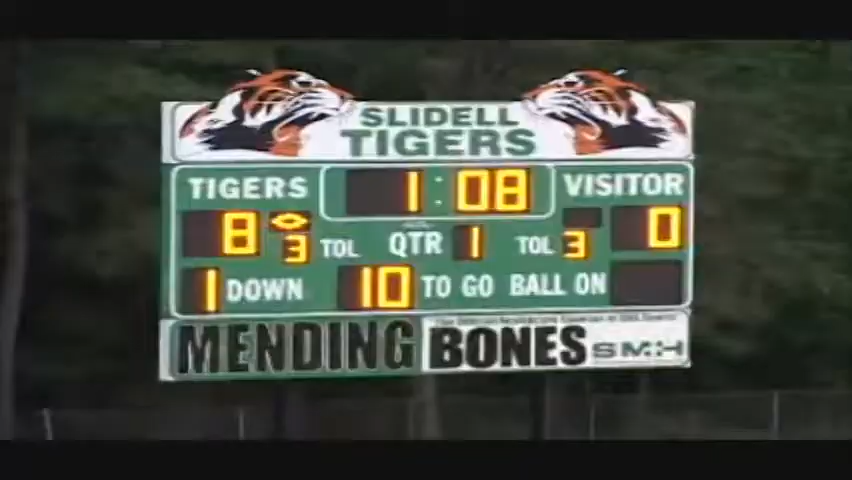 SLIDELL
TIGERS
TIGERS 1:08 VISITOR
8 3 TOL QTR 1 TOL 3 0
1 DOWN 10 TO GO BALL ON
MENDING BONES SMH